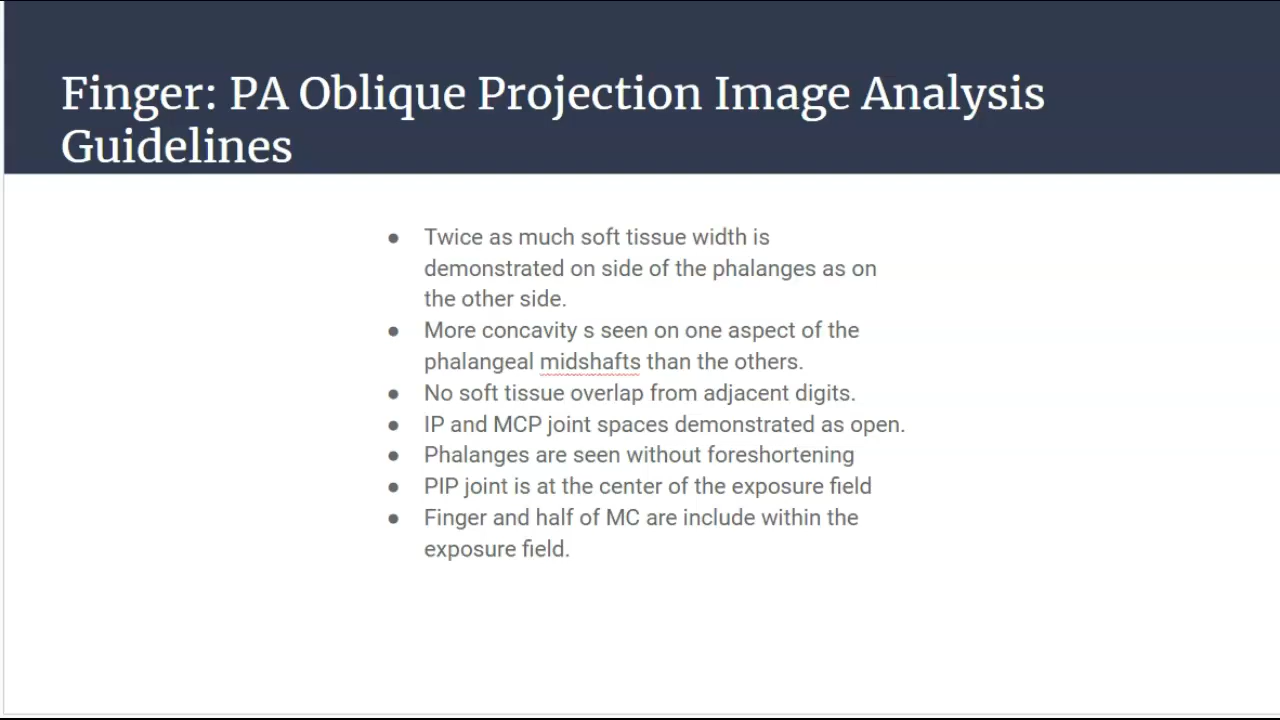 Finger: PA Oblique Projection Image Analysis
Guidelines
● Twice as much soft tissue width is
demonstrated on side of the phalanges as on
the other side.
● More concavity s seen on one aspect of the
phalangeal midshafts than the others.
● No soft tissue overlap from adjacent digits.
● IP and MCP joint spaces demonstrated as open.
● Phalanges are seen without foreshortening
● PIP joint is at the center of the exposure field
● Finger and half of MC are include within the
exposure field.